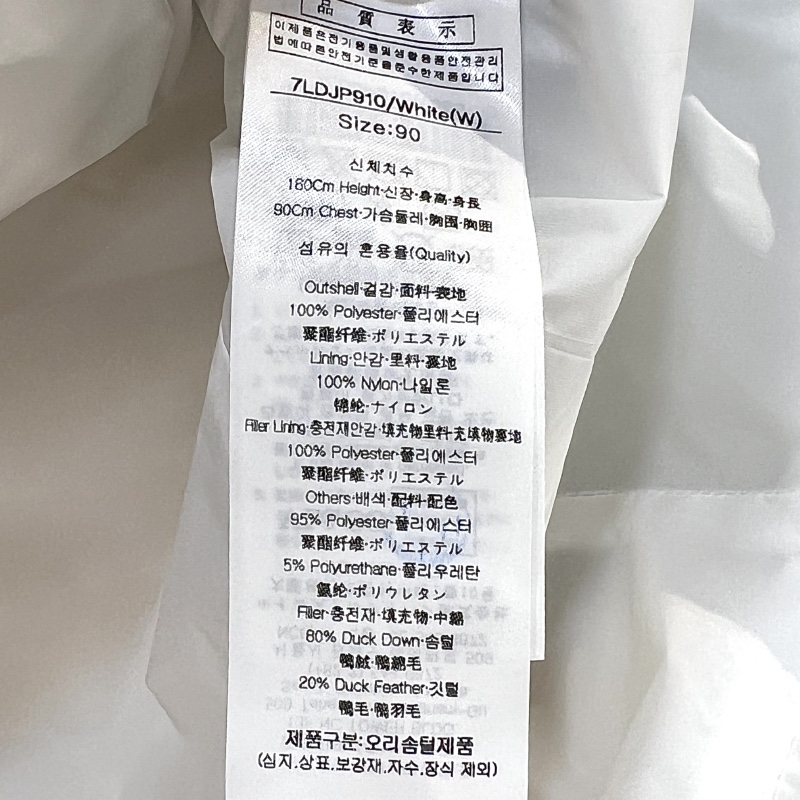 品質表示
이제품은전기용품및생활용품안전관리
법에따른안전기준을준수한제품입니다
7LDJP910/White(W)
Size:90
신체치수
160Cm Height·신장·身高·身長
90Cm Chest·가슴둘레·胸围·胸囲
섬유의 혼용율(Quality)
Outshell·겉감·面料·表地
100% Polyester·폴리에스터
聚酯纤维·ポリエステル
Lining·안감·里料·裏地
100% Nylon·나일론
锦纶·ナイロン
Filler Lining·충전재안감·填充物里料·充填物裏地
100% Polyester·폴리에스터
聚酯纤维·ポリエステル
Others·배색·配料·配色
95% Polyester·폴리에스터
聚酯纤维·ポリエステル
5% Polyurethane·폴리우레탄
氨纶·ポリウレタン
Filler·충전재·填充物·中綿
80% Duck Down·솜털
鸭绒·鴨綿毛
20% Duck Feather·깃털
鸭毛·鴨羽毛
제품구분:오리솜털제품
(심지,상표,보강재,자수,장식 제외)